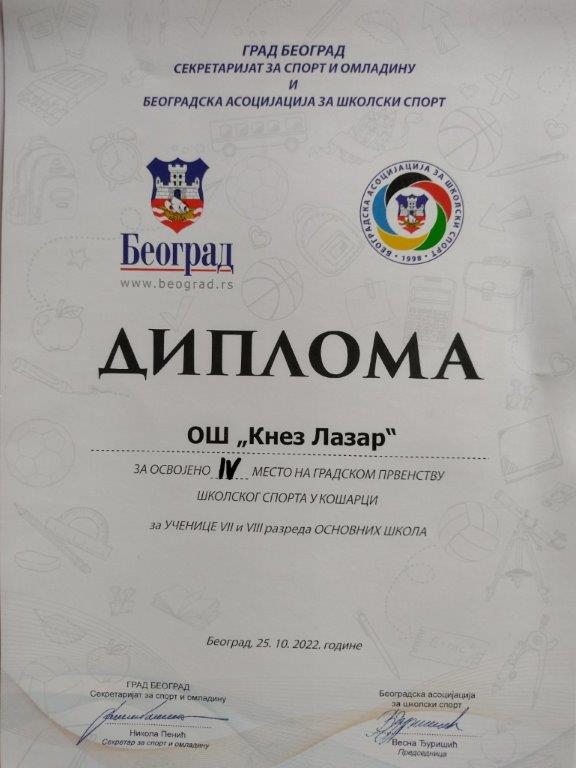 ГРАД БЕОГРАД
СЕКРЕТАРИЈАТ ЗА СПОРТ И ОМЛАДИНУ
И
БЕОГРАДСКА АСОЦИЈАЦИЈА ЗА ШКОЛСКИ СПОРТ
Београд
www.beograd.rs
БЕОГРАДСКА АСОЦИЈАЦИЈА ЗА ШКОЛСКИ СПОРТ
• 1998 •
ДИПЛОМА
ОШ „Кнез Лазар“
ЗА ОСВОЈЕНО IV МЕСТО НА ГРАДСКОМ ПРВЕНСТВУ
ШКОЛСКОГ СПОРТА У КОШАРЦИ
за УЧЕНИЦЕ VII и VIII разреда ОСНОВНИХ ШКОЛА
Београд, 25. 10. 2022. године
ГРАД БЕОГРАД
Секретаријат за спорт и омладину
Никола Пенић
Секретар за спорт и омладину
Београдска асоцијација
за школски спорт
Весна Ђуришић
Председница